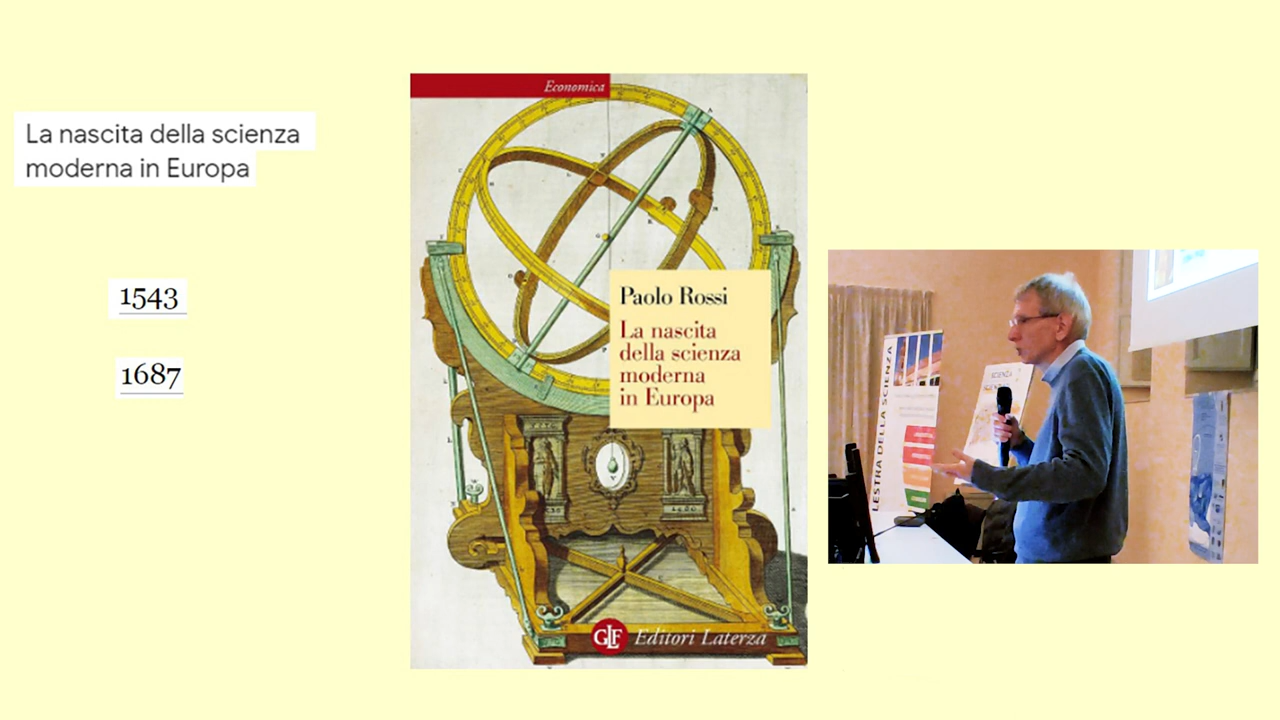 La nascita della scienza
moderna in Europa
1543
1687
Economica
Paolo Rossi
La nascita
della scienza
moderna
in Europa
GLF Editori Laterza
LESTRA DELLA SCIENZA